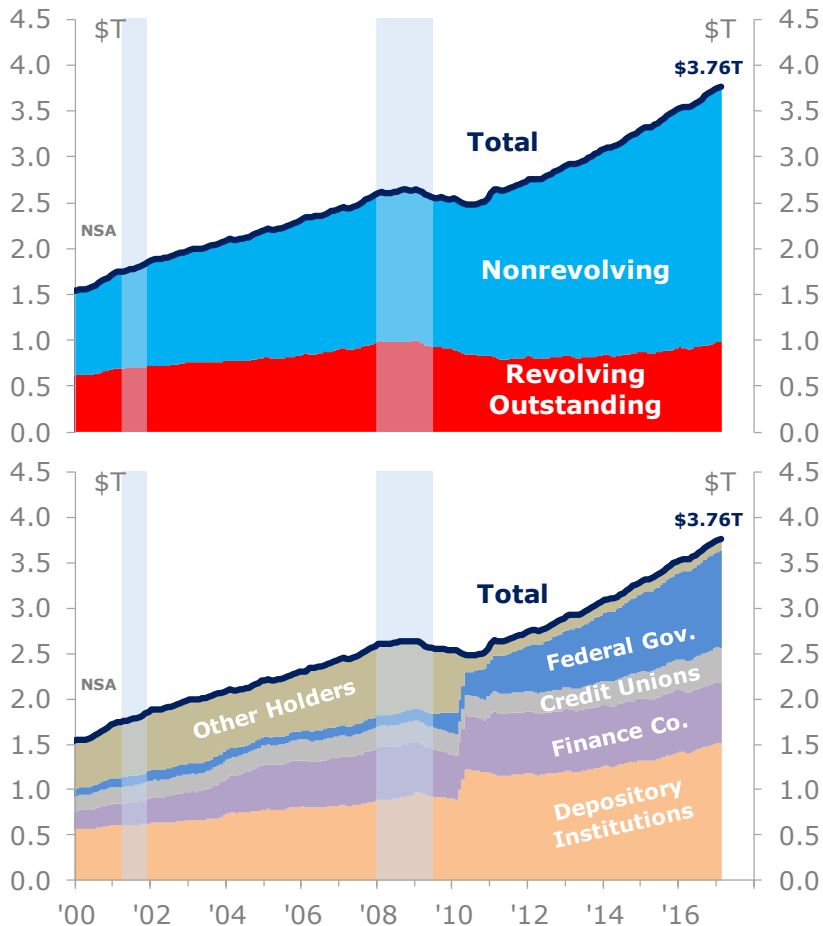 4.5 $T $T 4.5
4.0 $3.76T 4.0
3.5 3.5
3.0 Total 3.0
2.5 2.5
NSA
2.0 2.0
Nonrevolving
1.5 1.5
1.0 1.0
Revolving
0.5 0.5
Outstanding
0.0 0.0
4.5 $T $T 4.5
4.0 $3.76T 4.0
3.5 3.5
3.0 Total 3.0
2.5 Federal Gov. 2.5
NSA Credit Unions
2.0 Other Holders 2.0
1.5 Finance Co. 1.5
1.0 1.0
Depository
0.5 Institutions 0.5
0.0 0.0
'00 '02 '04 '06 '08 '10 '12 '14 '16